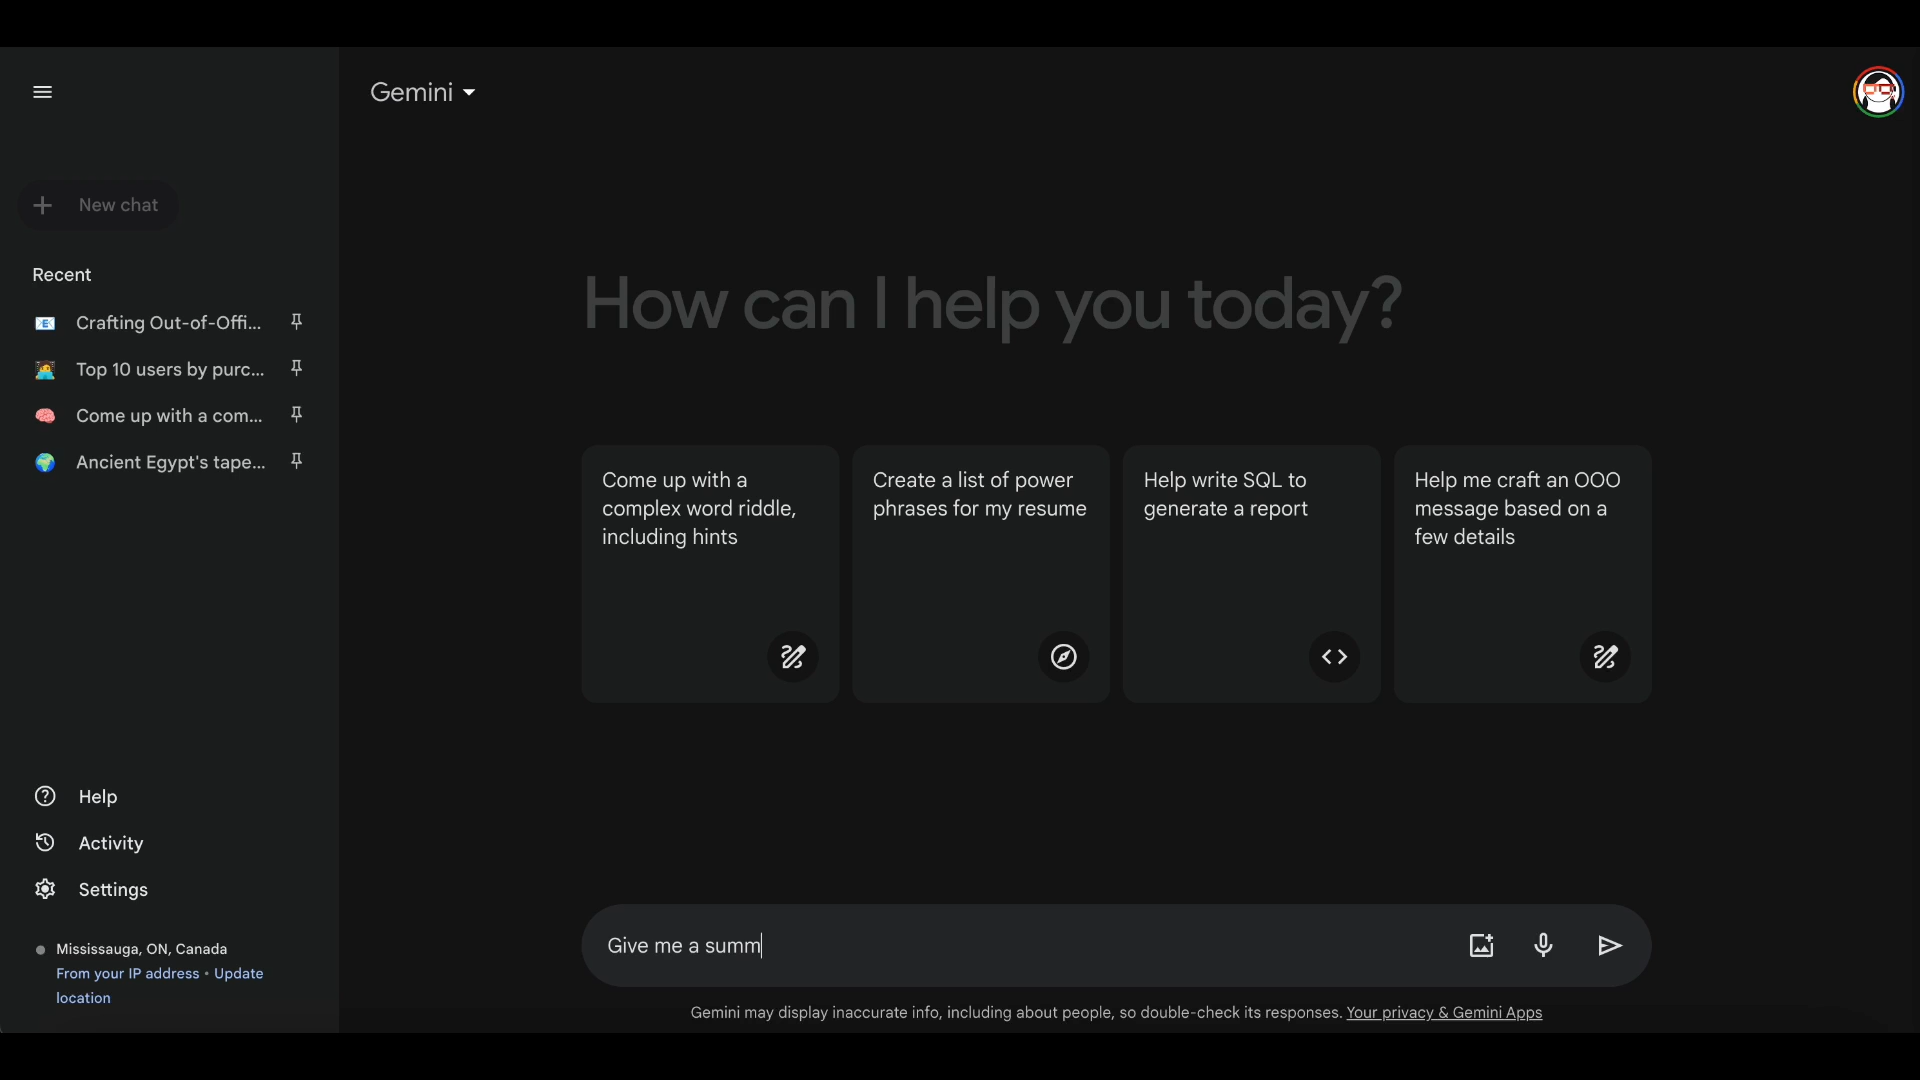 Gemini
New chat
Recent
Crafting Out-of-Offi...
Top 10 users by purc...
Come up with a com...
Ancient Egypt's tape...
Help
Activity
Settings
Mississauga, ON, Canada
From your IP address • Update
location
How can I help you today?
Come up with a
complex word riddle,
including hints
Create a list of power
phrases for my resume
Help write SQL to
generate a report
Help me craft an OOO
message based on a
few details
Give me a summ
Gemini may display inaccurate info, including about people, so double-check its responses. Your privacy & Gemini Apps